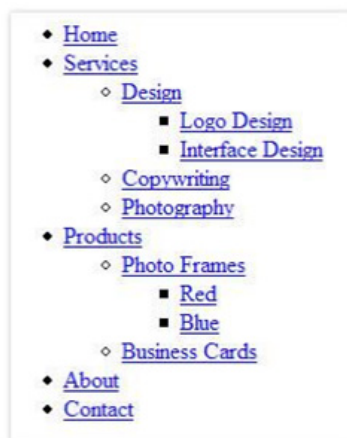 Home
Services
Design
Logo Design
Interface Design
Copywriting
Photography
Products
Photo Frames
Red
Blue
Business Cards
About
Contact